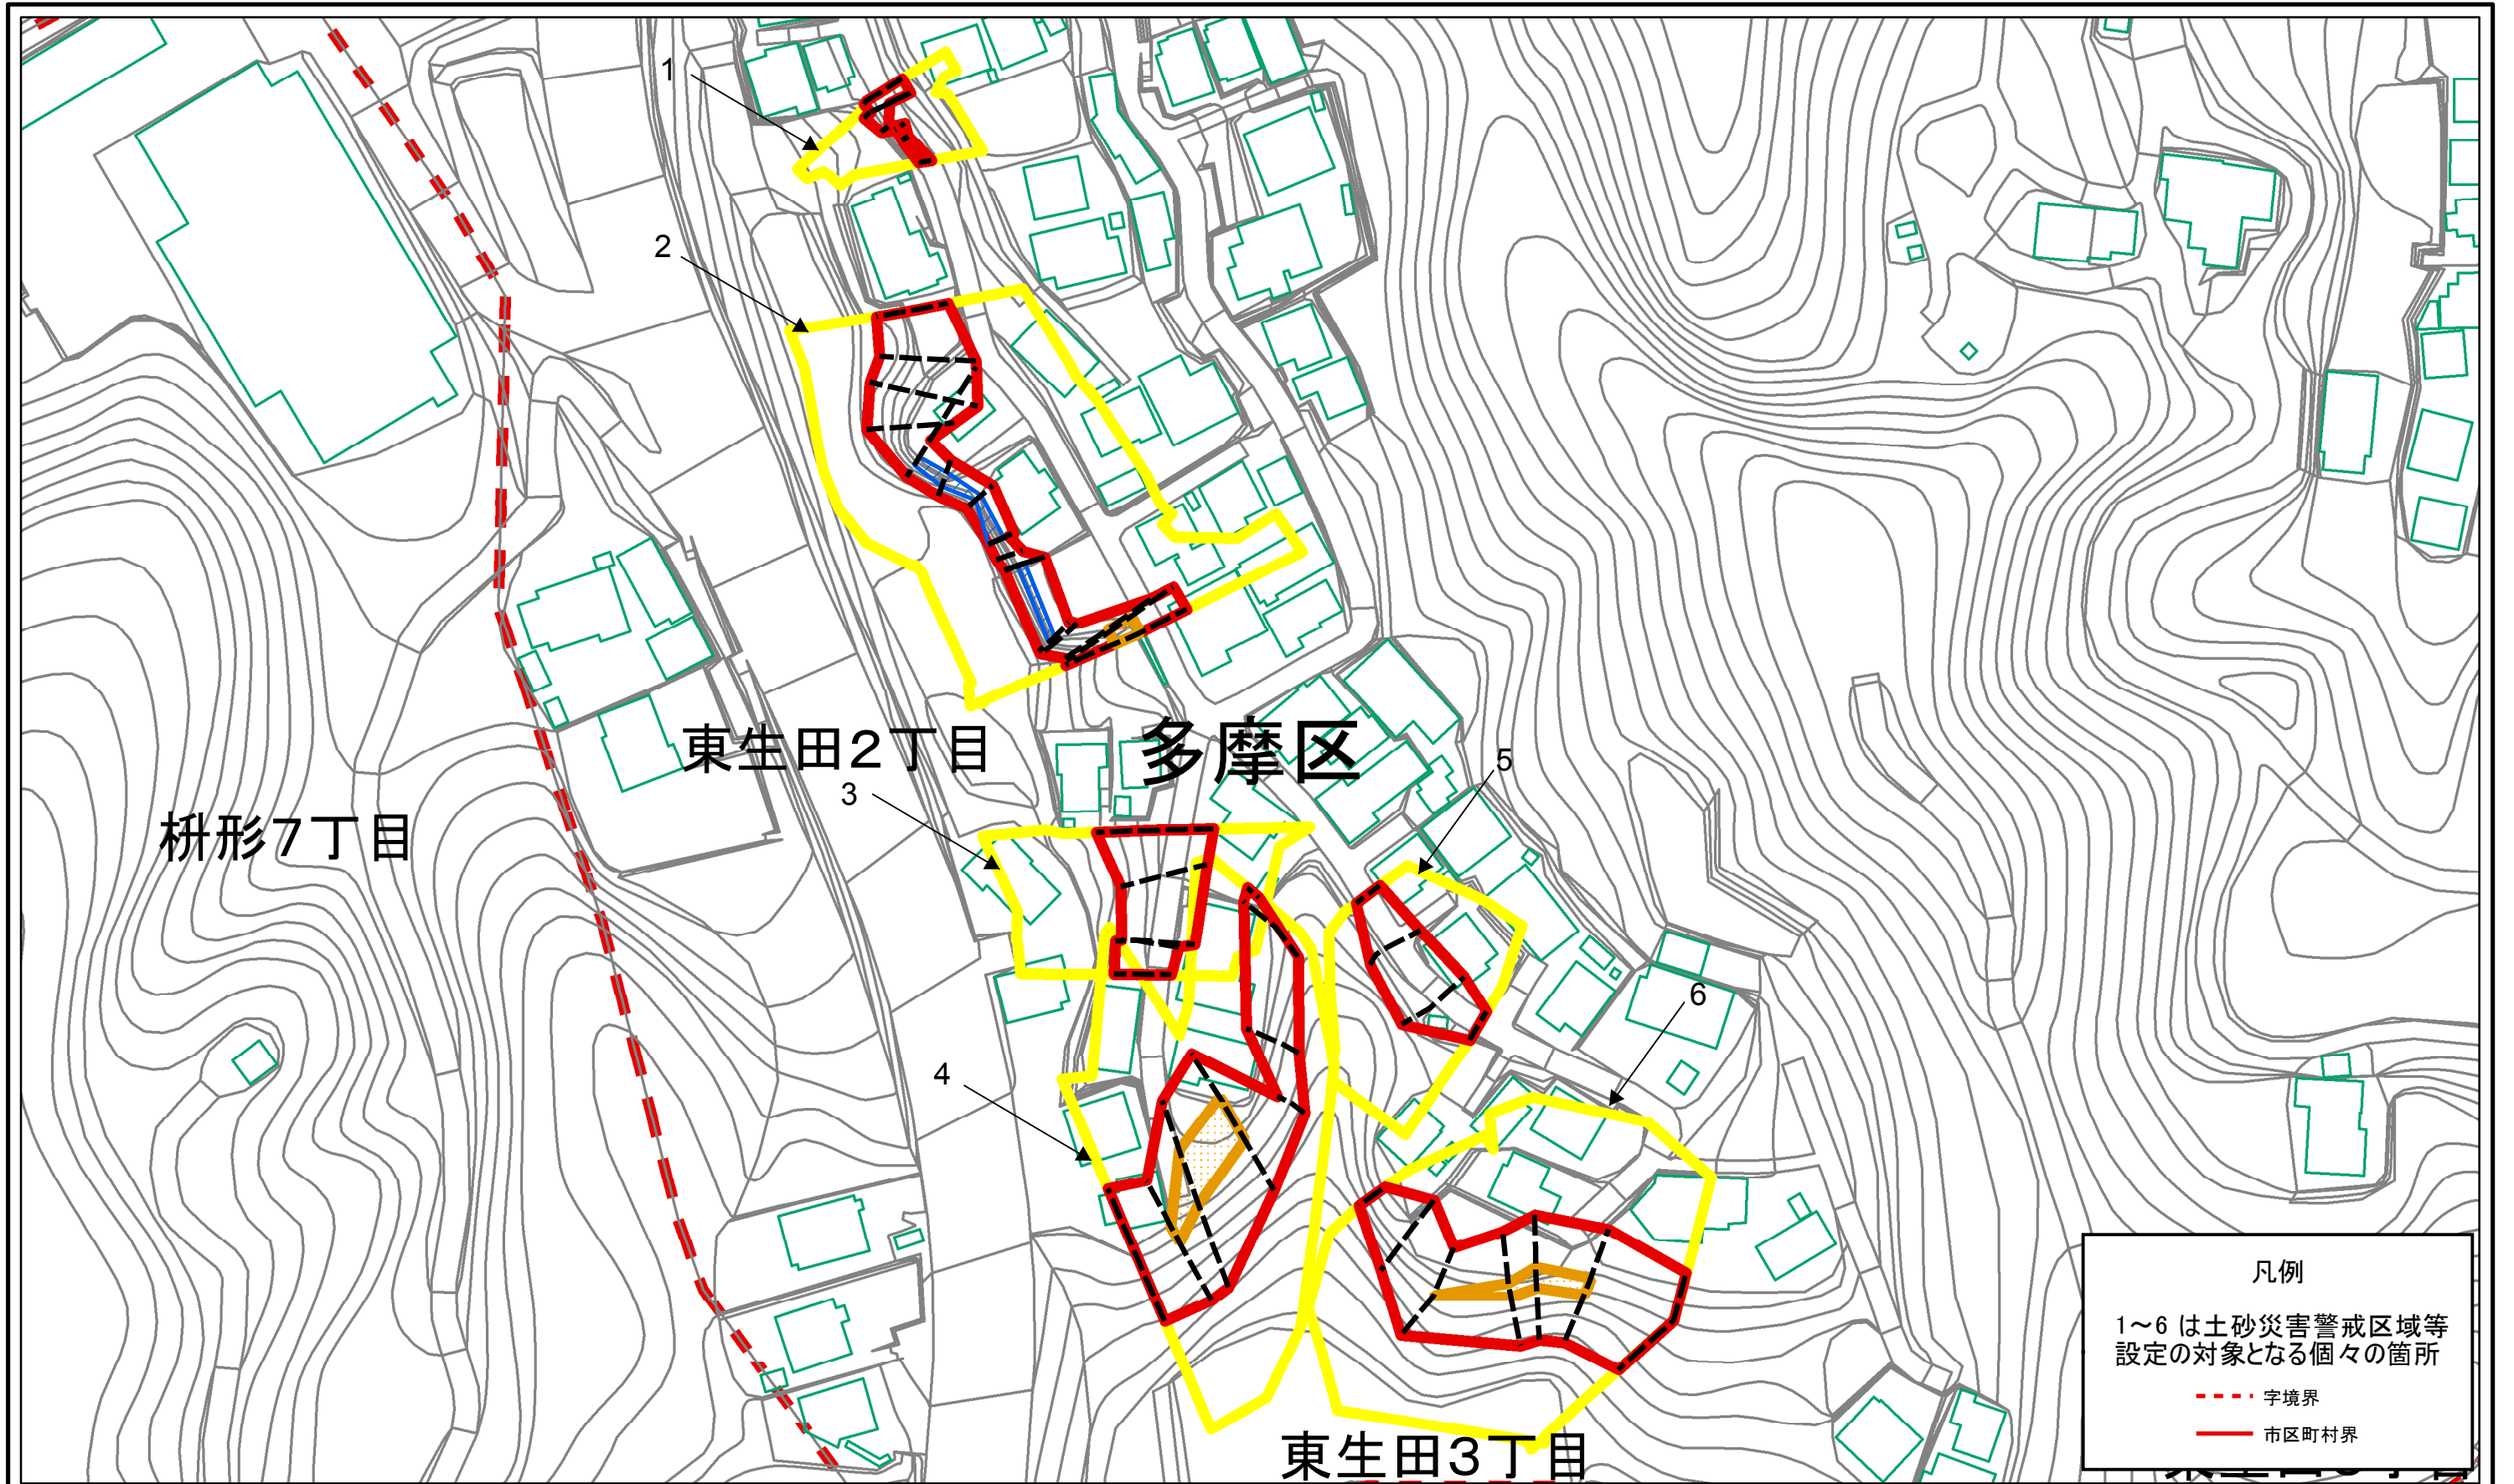 1
2
東生田2丁目
多摩区
3
5
枡形7丁目
6
4
凡例
1~6 は土砂災害警戒区域等
設定の対象となる個々の箇所
字境界
市区町村界
東生田3丁目